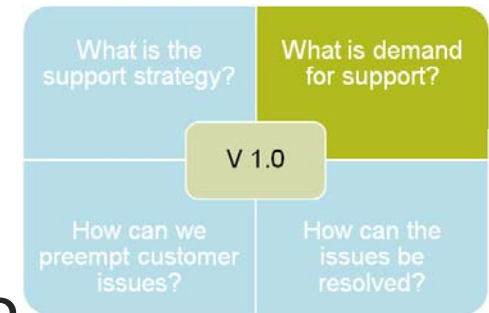 What is the
support strategy?
What is demand
for support?
V 1.0
How can we
preempt customer
issues?
How can the
issues be
resolved?